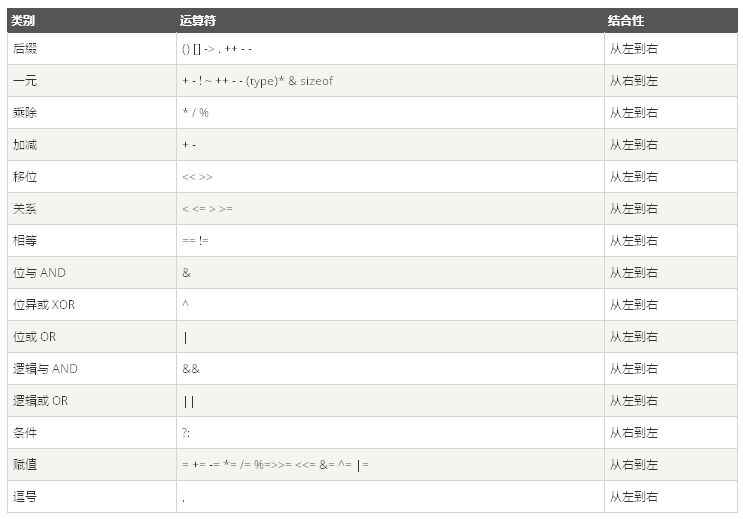 类别 运算符 结合性
后缀 () [] -> . ++ - - 从左到右
一元 + - ! ~ ++ - - (type)* & sizeof 从右到左
乘除 * / % 从左到右
加减 + - 从左到右
移位 << >> 从左到右
关系 < <= > >= 从左到右
相等 == != 从左到右
位与 AND & 从左到右
位异或 XOR ^ 从左到右
位或 OR | 从左到右
逻辑与 AND && 从左到右
逻辑或 OR || 从左到右
条件 ?: 从右到左
赋值 = += -= *= /= %=>>= <<= &= ^= |= 从右到左
逗号 , 从左到右